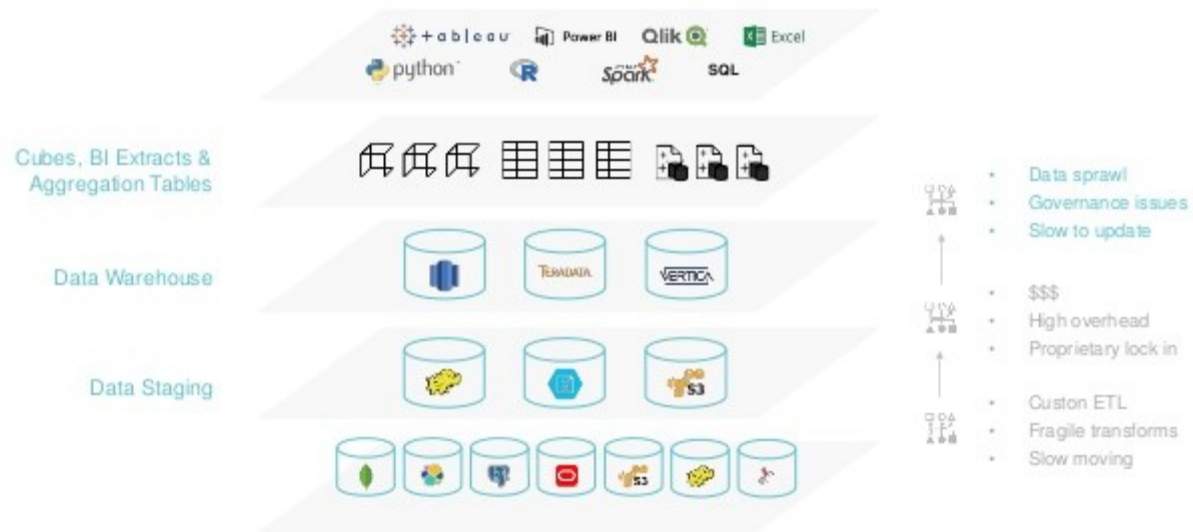 +ableau Power BI Qlik Excel
python R Spark SQL
Cubes, BI Extracts &
Aggregation Tables
• Data sprawl
• Governance issues
• Slow to update
Data Warehouse
TERADATA. VERTICA
• $$$
• High overhead
• Proprietary lock in
Data Staging
S3
• Custon ETL
• Fragile transforms
• Slow moving
S3